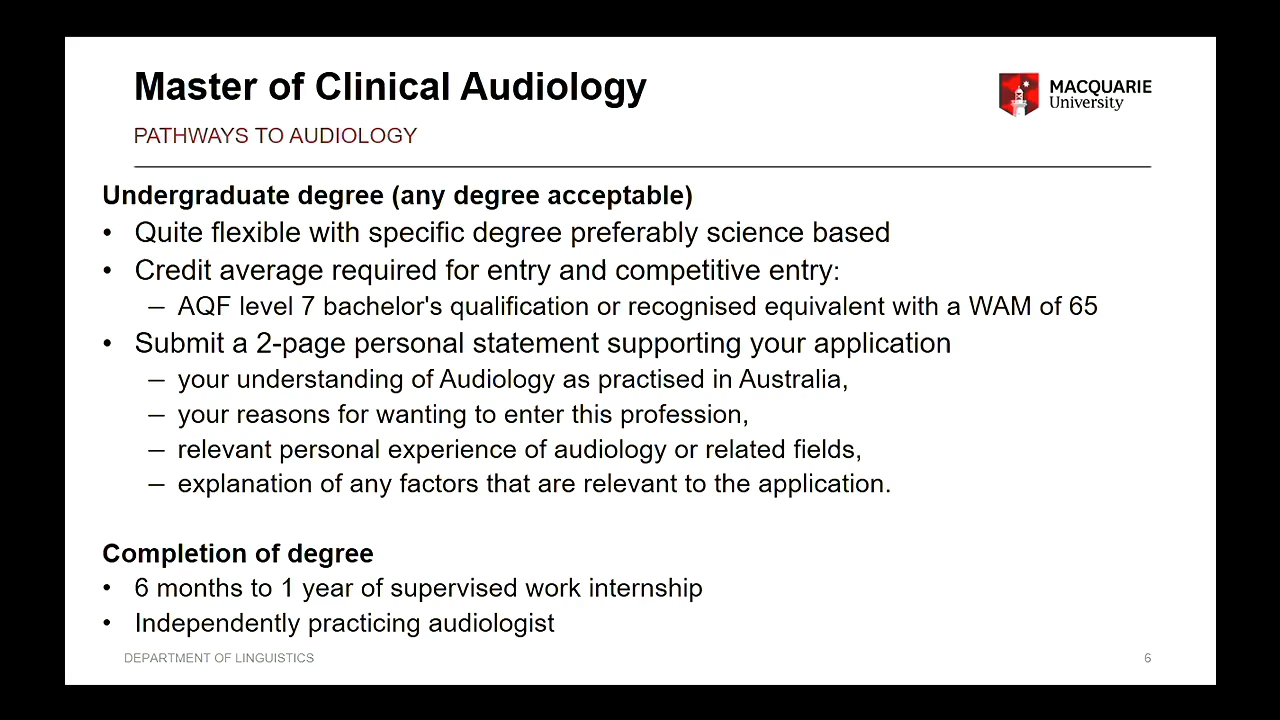 Master of Clinical Audiology
MACQUARIE
University
PATHWAYS TO AUDIOLOGY
Undergraduate degree (any degree acceptable)
• Quite flexible with specific degree preferably science based
• Credit average required for entry and competitive entry:
– AQF level 7 bachelor's qualification or recognised equivalent with a WAM of 65
• Submit a 2-page personal statement supporting your application
– your understanding of Audiology as practised in Australia,
– your reasons for wanting to enter this profession,
– relevant personal experience of audiology or related fields,
– explanation of any factors that are relevant to the application.
Completion of degree
• 6 months to 1 year of supervised work internship
• Independently practicing audiologist
DEPARTMENT OF LINGUISTICS
6